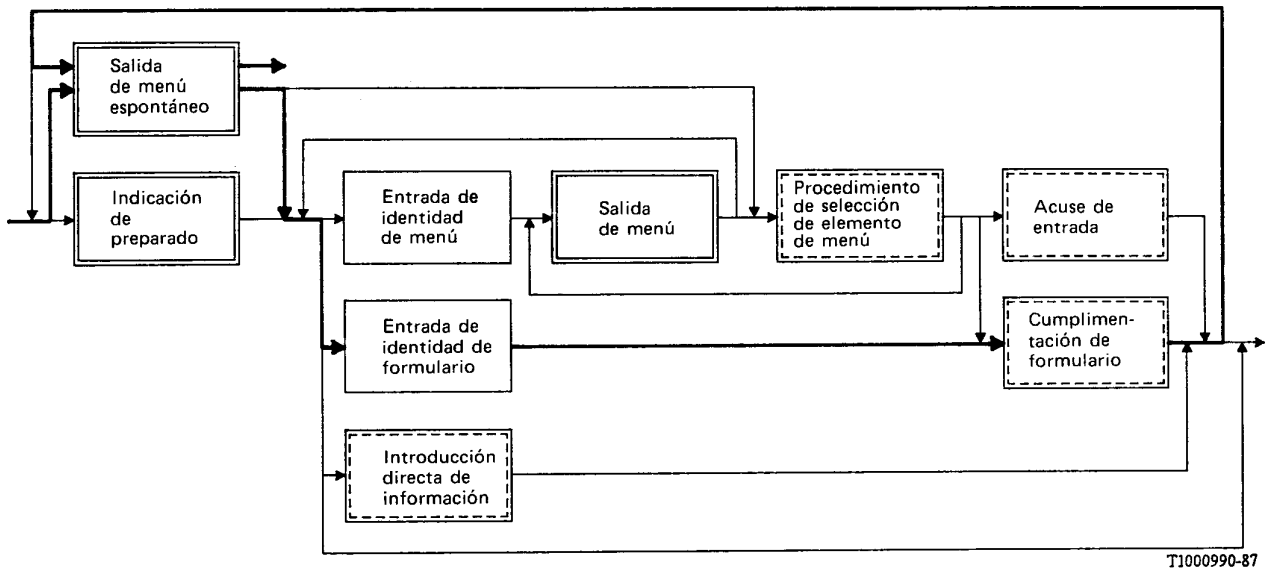 Salida
de menú
espontáneo
Indicación
de
preparado
Entrada de
identidad
de menú
Salida
de menú
Procedimiento
de selección
de elemento
de menú
Acuse de
entrada
Entrada de
identidad de
formulario
Cumplimen-
tación de
formulario
Introducción
directa de
información
T1000990-87